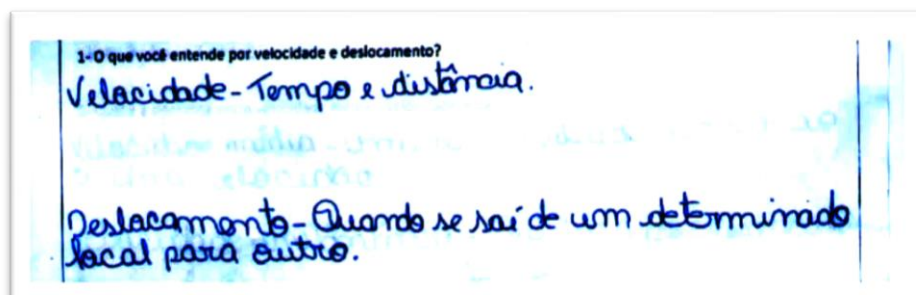 1- O que você entende por velocidade e deslocamento?
Velocidade - Tempo e distância.
Deslocamento - Quando se saí de um determinado
local para outro.